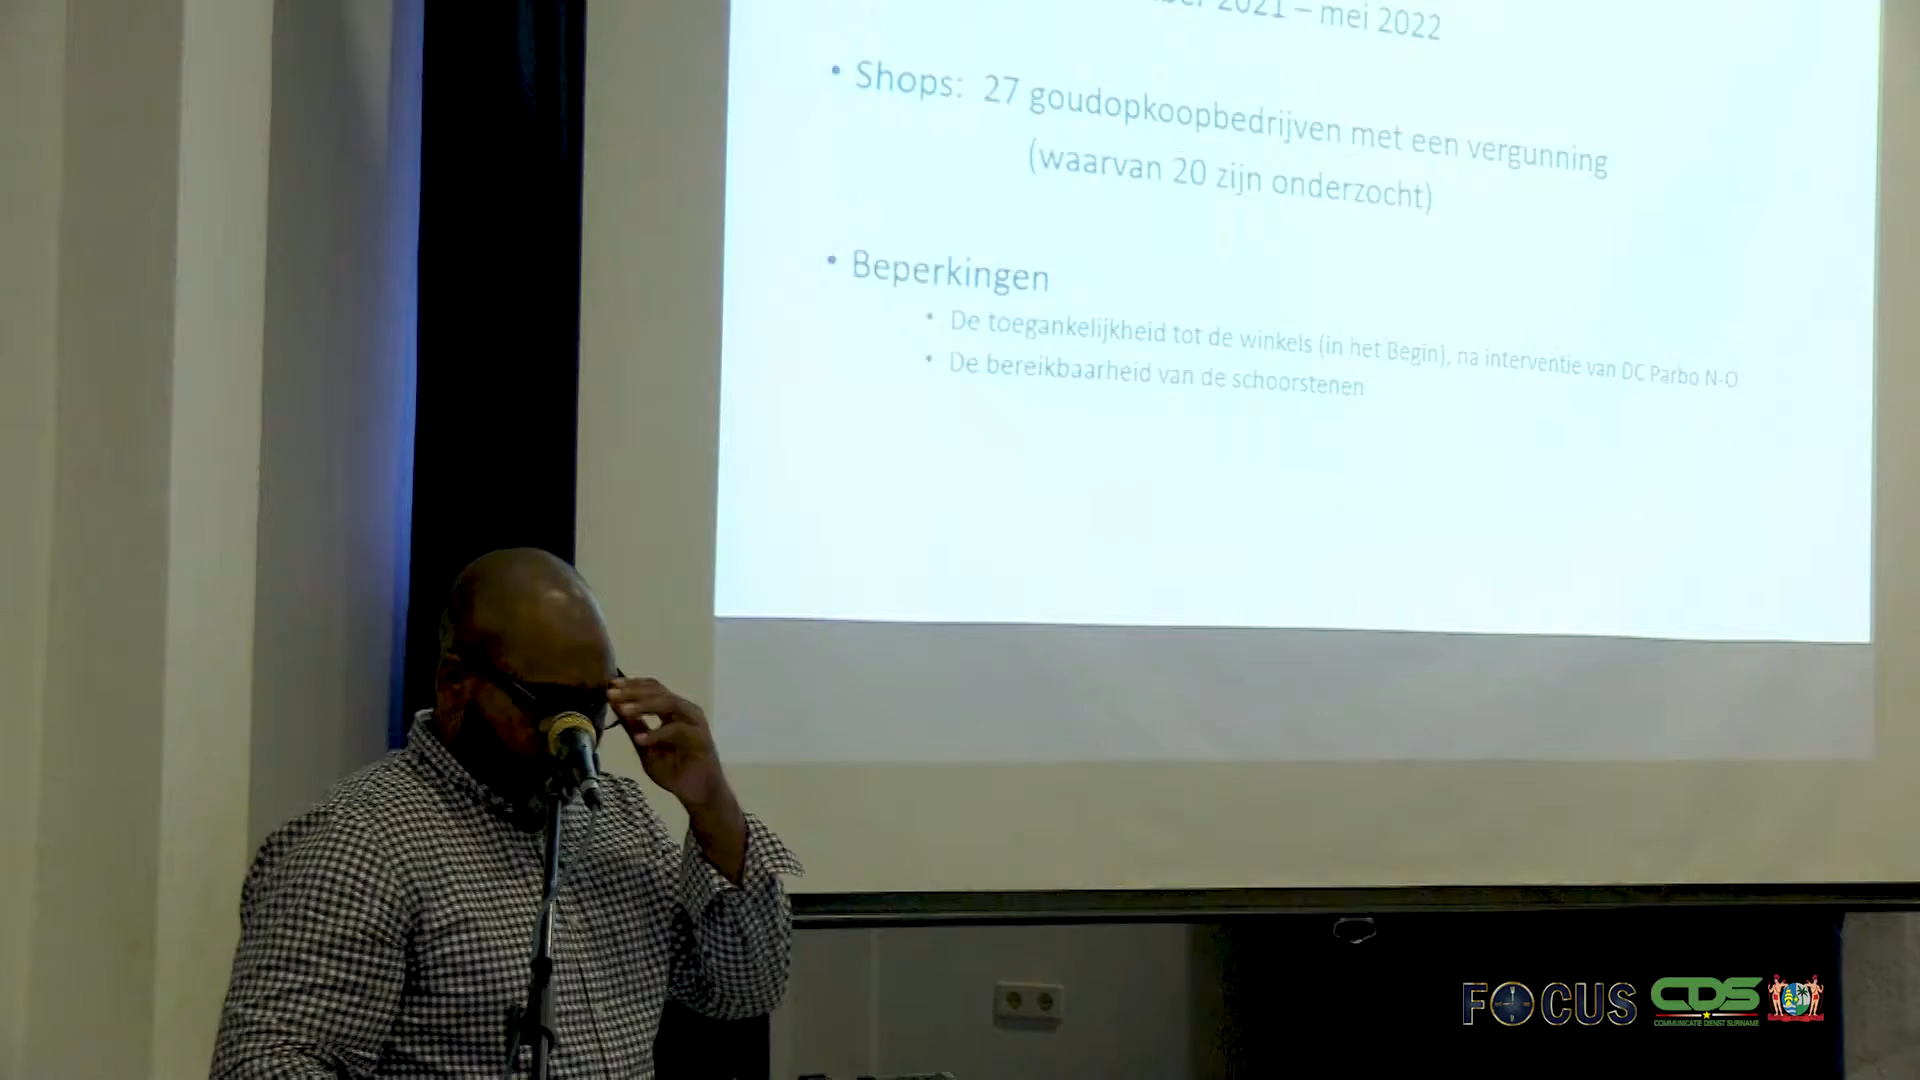 2021 – mei 2022
• Shops: 27 goudopkoopbedrijven met een vergunning
(waarvan 20 zijn onderzocht)
• Beperkingen
• De toegankelijkheid tot de winkels (in het Begin), na interventie van DC Parbo N-O
• De bereikbaarheid van de schoorstenen
FOCUS
CDS
COMMUNICATIE DIENST SURINAME